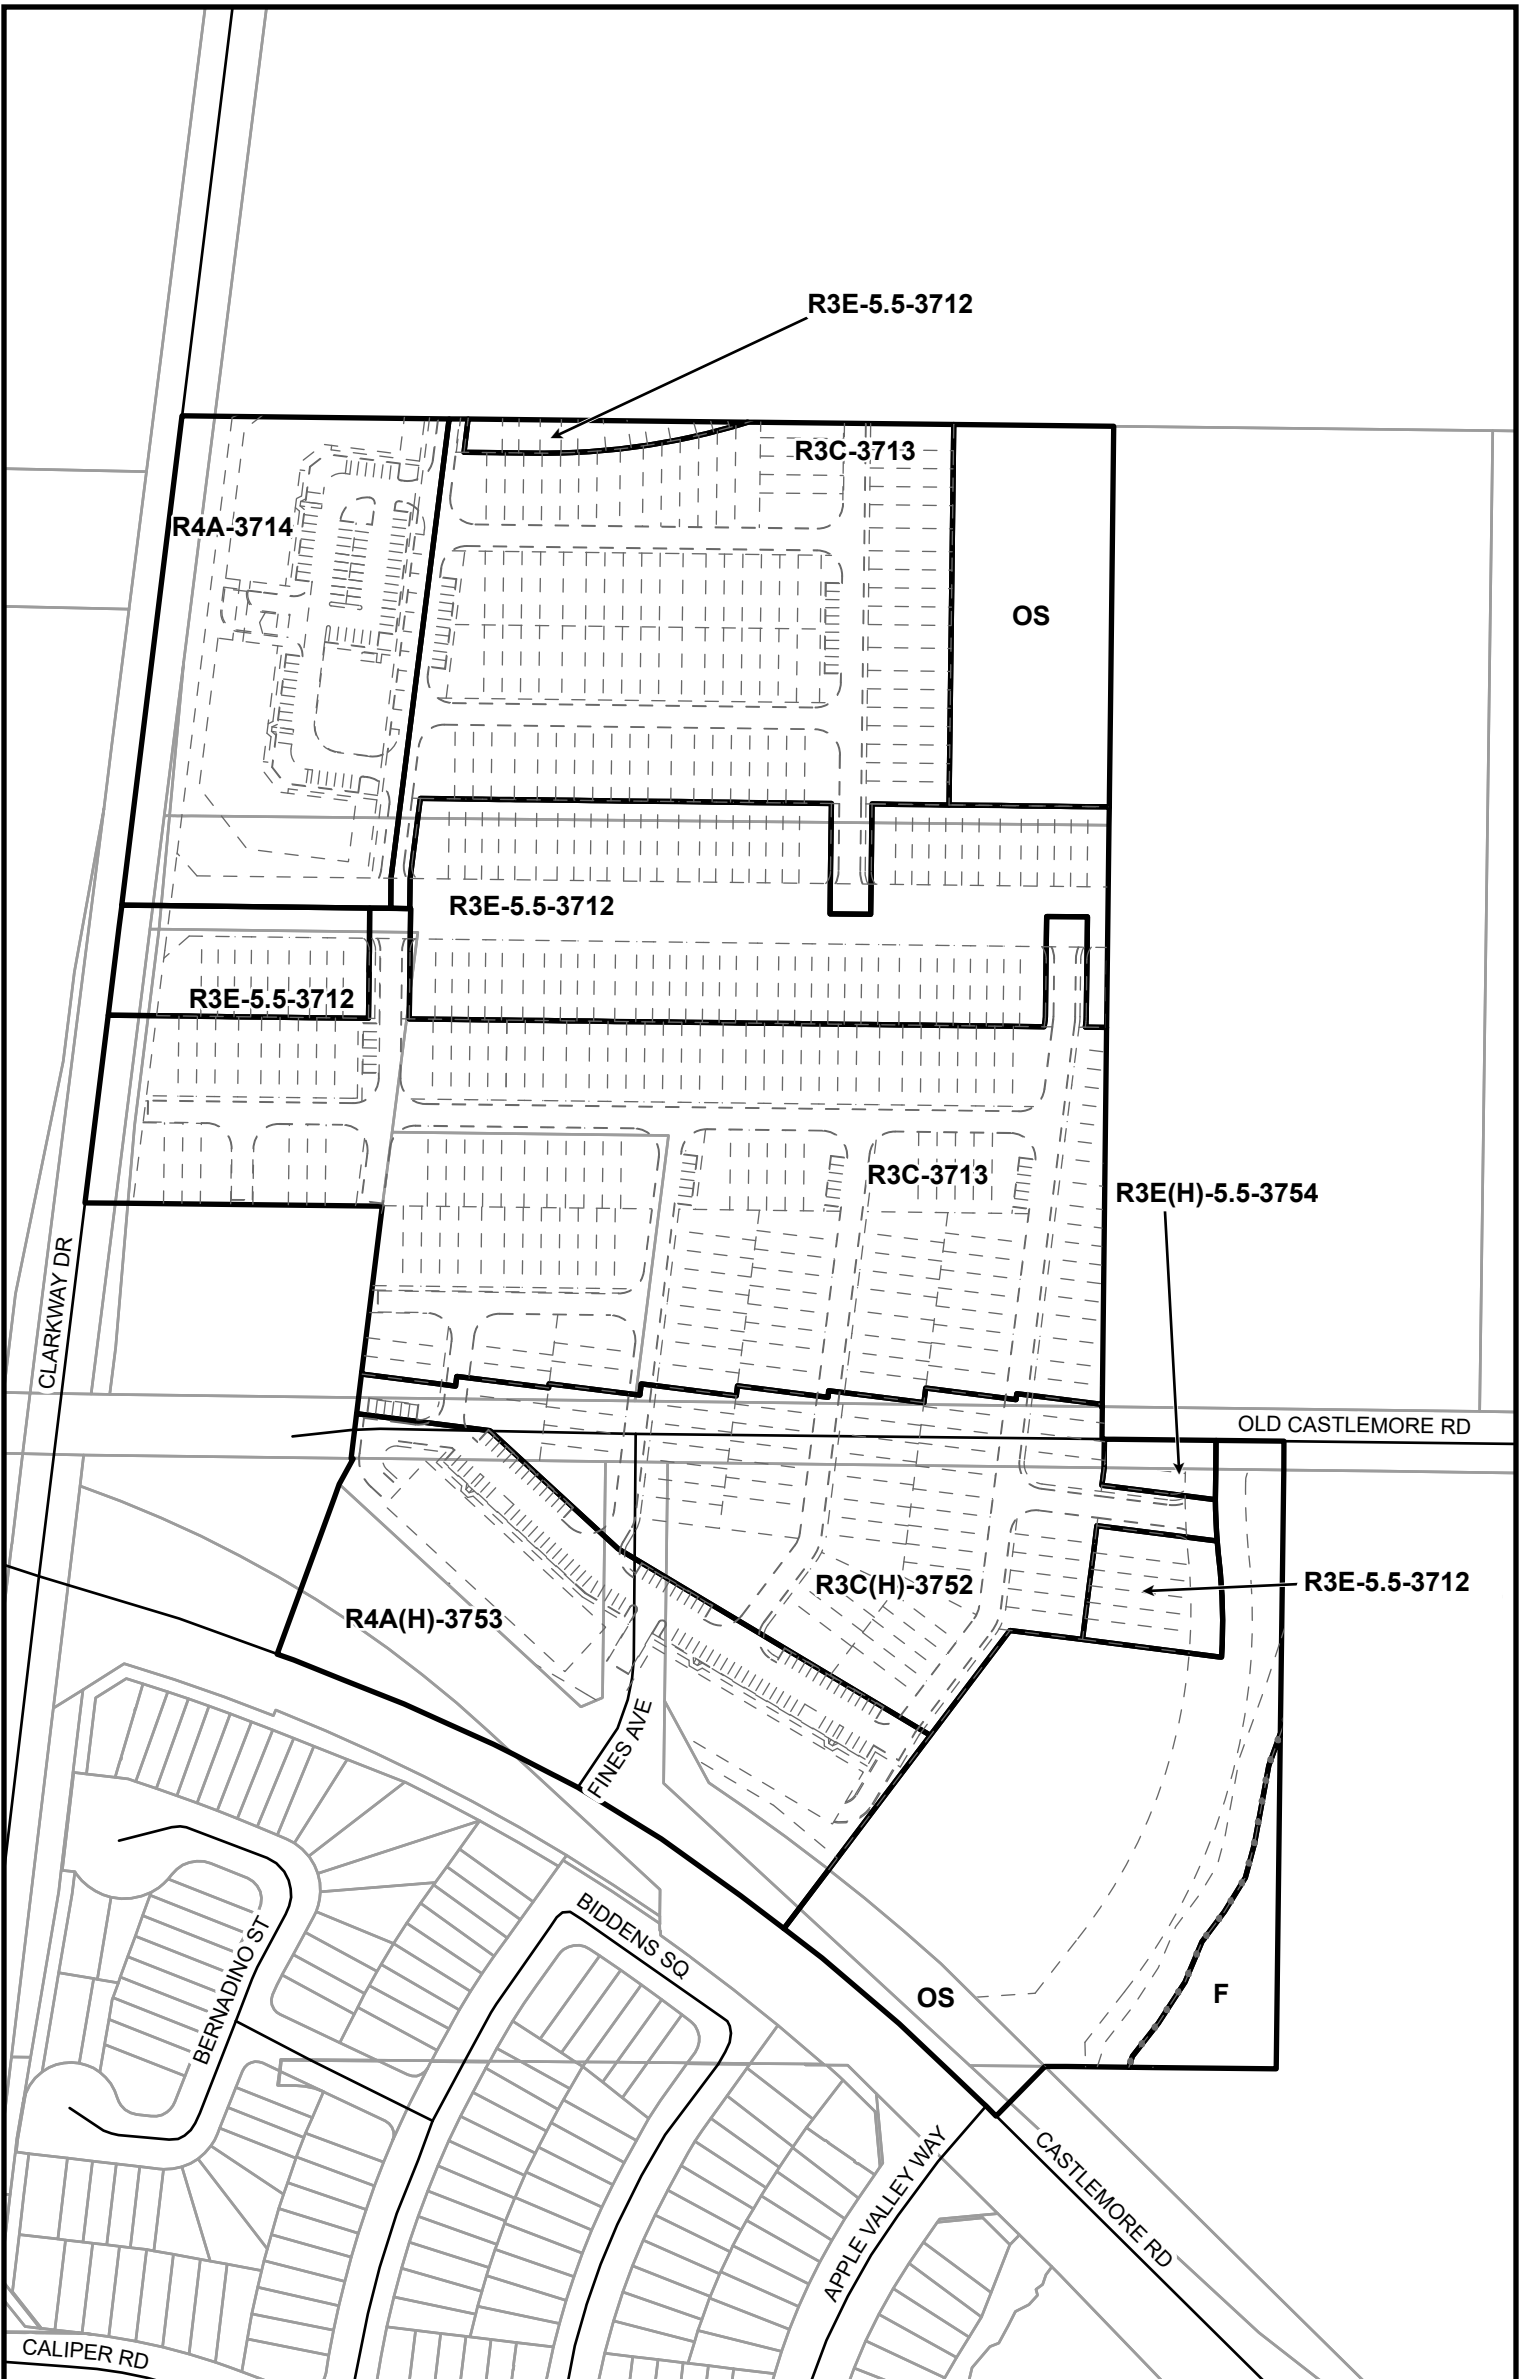 R3E-5.5-3712
R3C-3713
R4A-3714
OS
R3E-5.5-3712
R3E-5.5-3712
R3C-3713
R3E(H)-5.5-3754
CLARKWAY DR
OLD CASTLEMORE RD
R3C(H)-3752
R3E-5.5-3712
R4A(H)-3753
FINES AVE
BIDDENS SQ
BERNADINO ST
OS
F
APPLE VALLEY WAY
CASTLEMORE RD
CALIPER RD